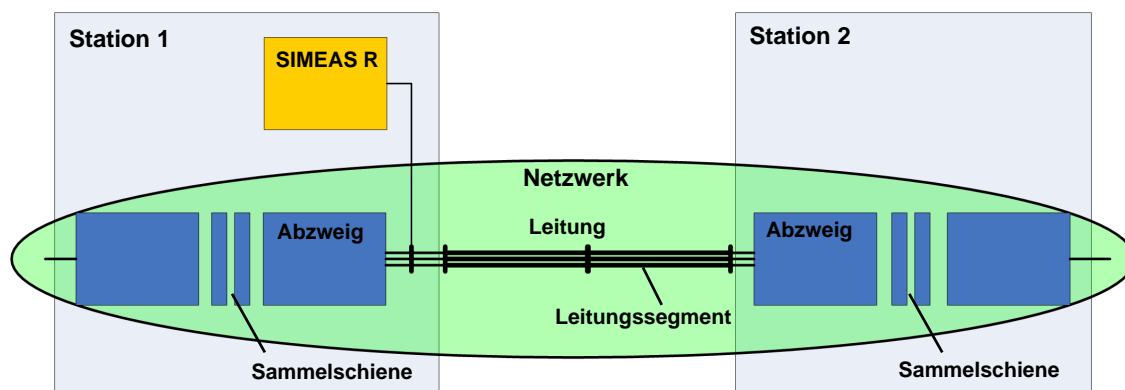 Station 1
Station 2
SIMEAS R
Netzwerk
Abzweig
Leitung
Abzweig
Leitungssegment
Sammelschiene
Sammelschiene